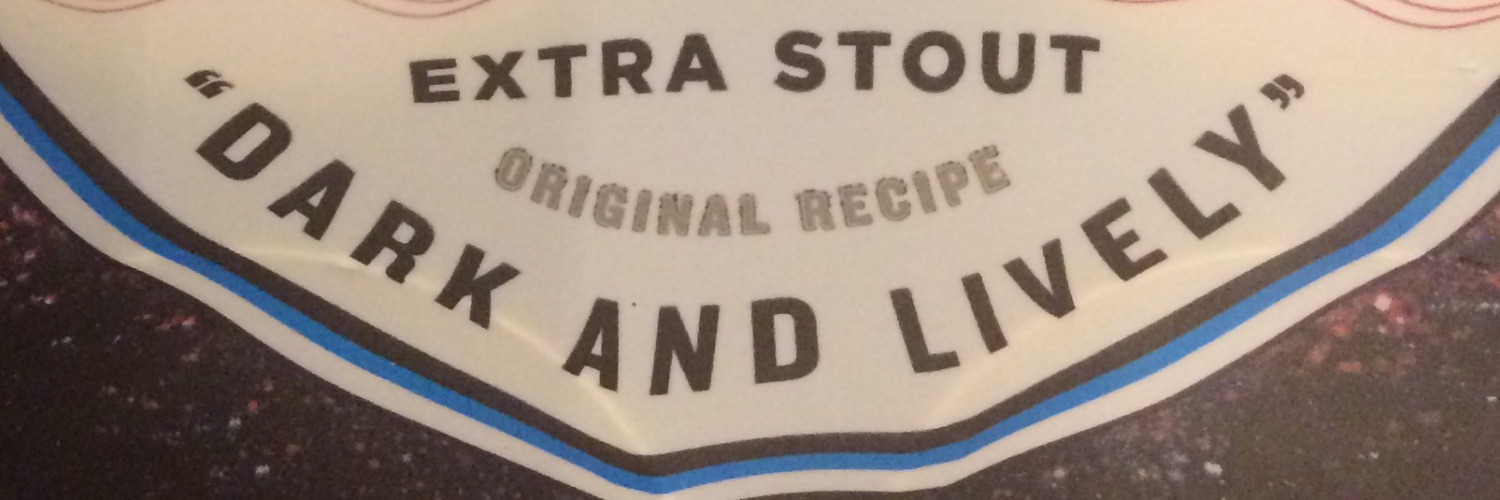 EXTRA STOUT
ORIGINAL RECIPE
“DARK AND LIVELY”